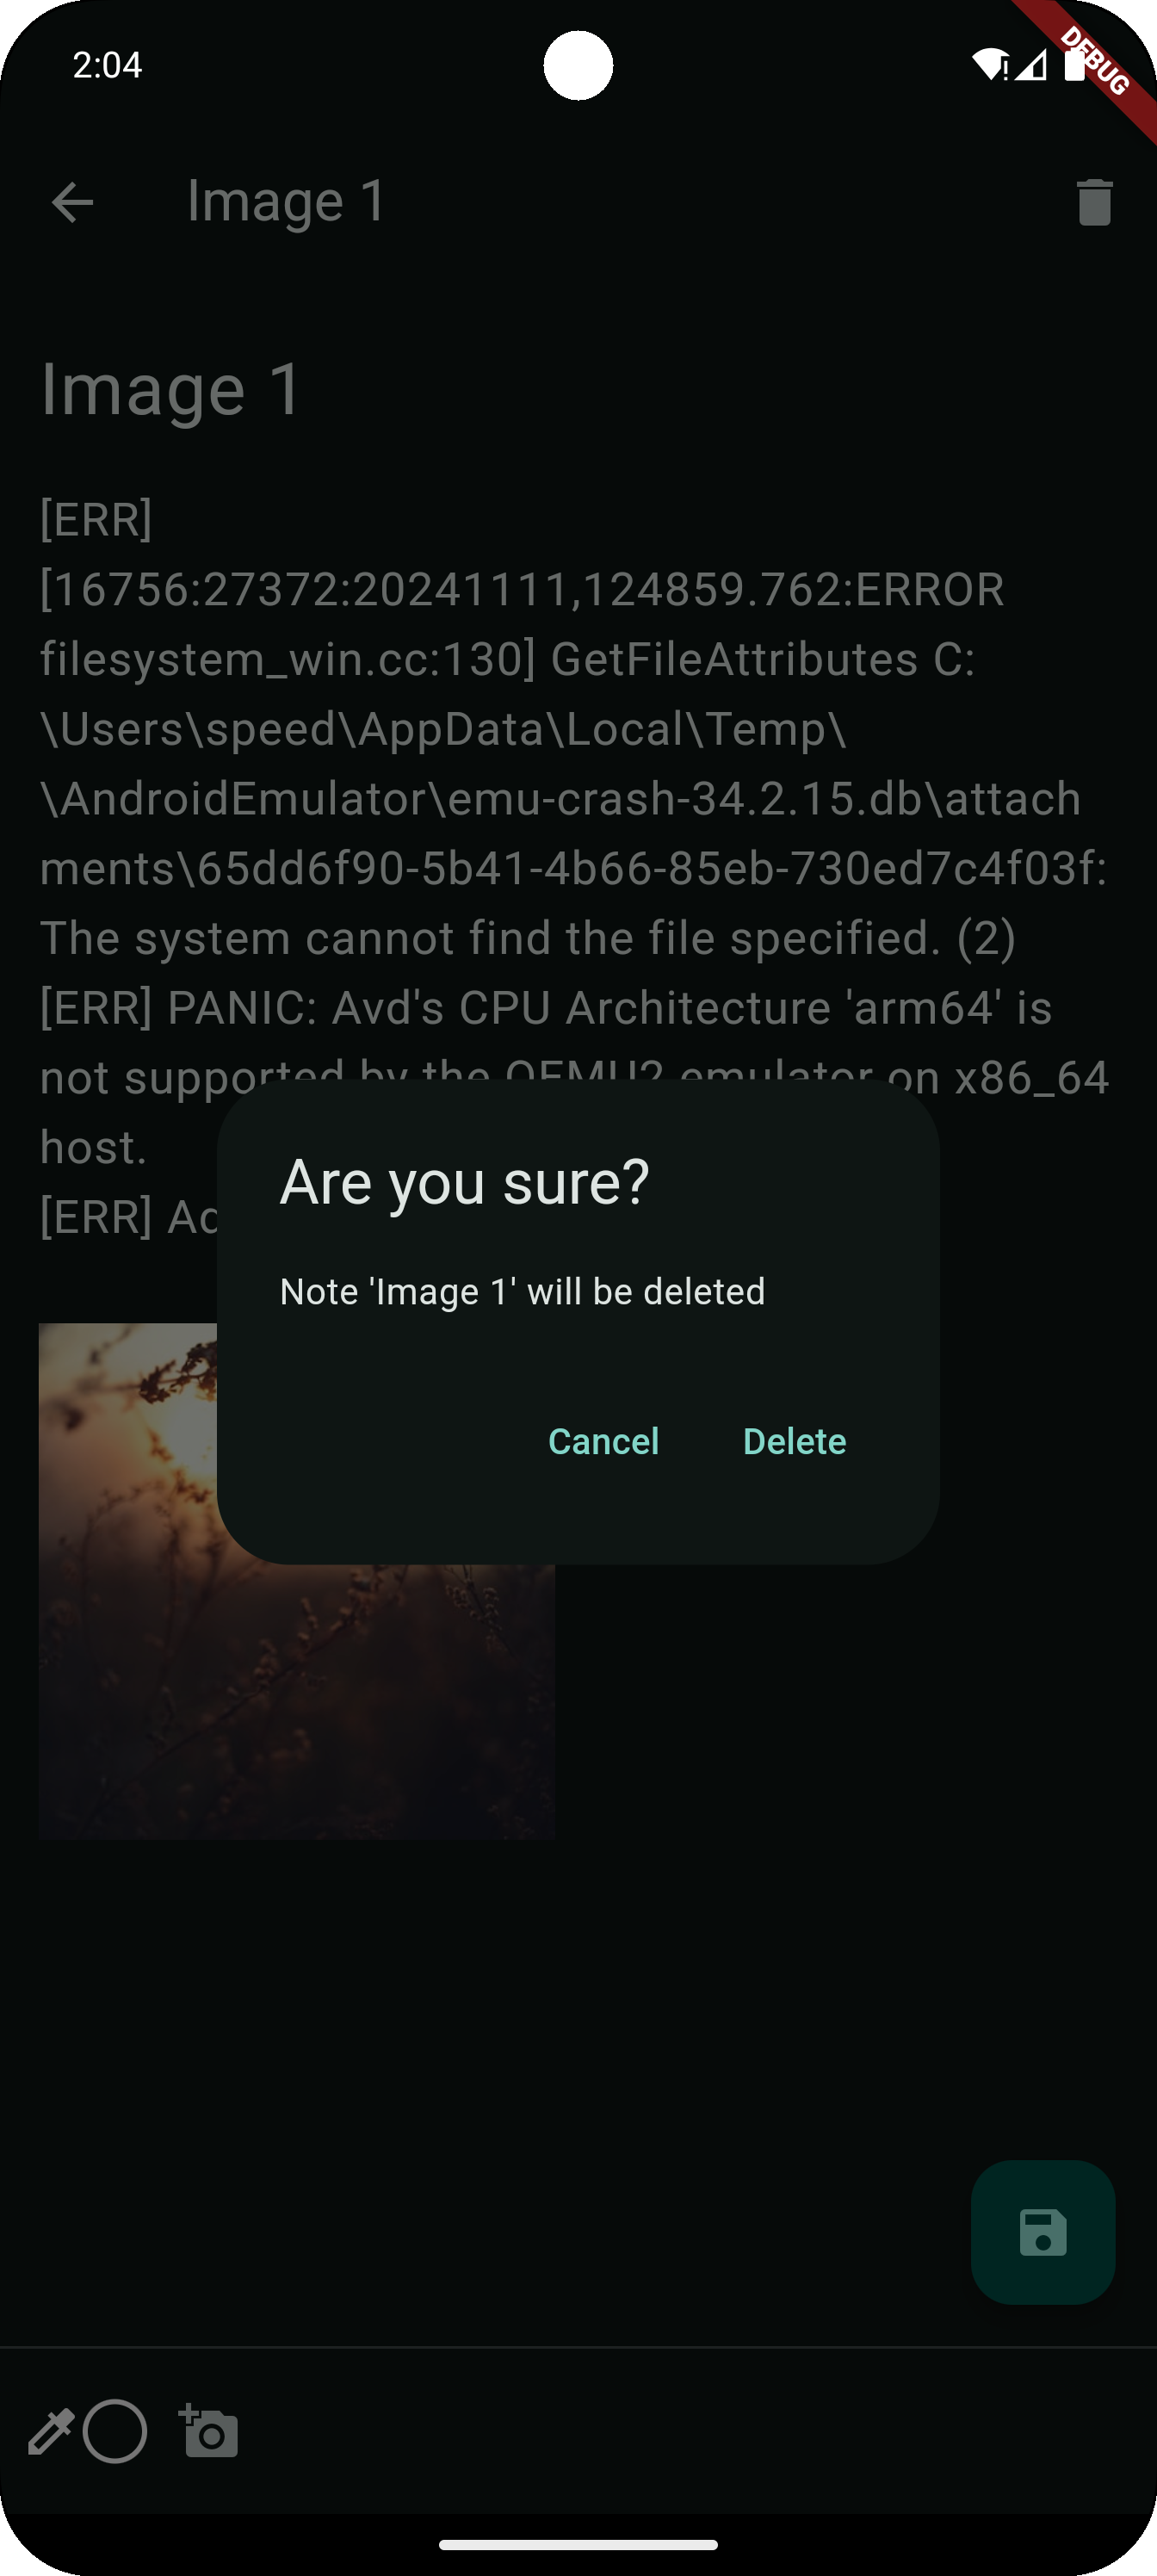 2:04
DEBUG
Image 1
Image 1
[ERR]
[16756:27372:20241111,124859.762:ERROR
filesystem_win.cc:130] GetFileAttributes C:
\Users\speed\AppData\Local\Temp\
\AndroidEmulator\emu-crash-34.2.15.db\attach
ments\65dd6f90-5b41-4b66-85eb-730ed7c4f03f:
The system cannot find the file specified. (2)
[ERR] PANIC: Avd's CPU Architecture 'arm64' is
not supported by the QEMU2 emulator on x86_64
host.
[ERR]
Are you sure?
Note 'Image 1' will be deleted
Cancel Delete